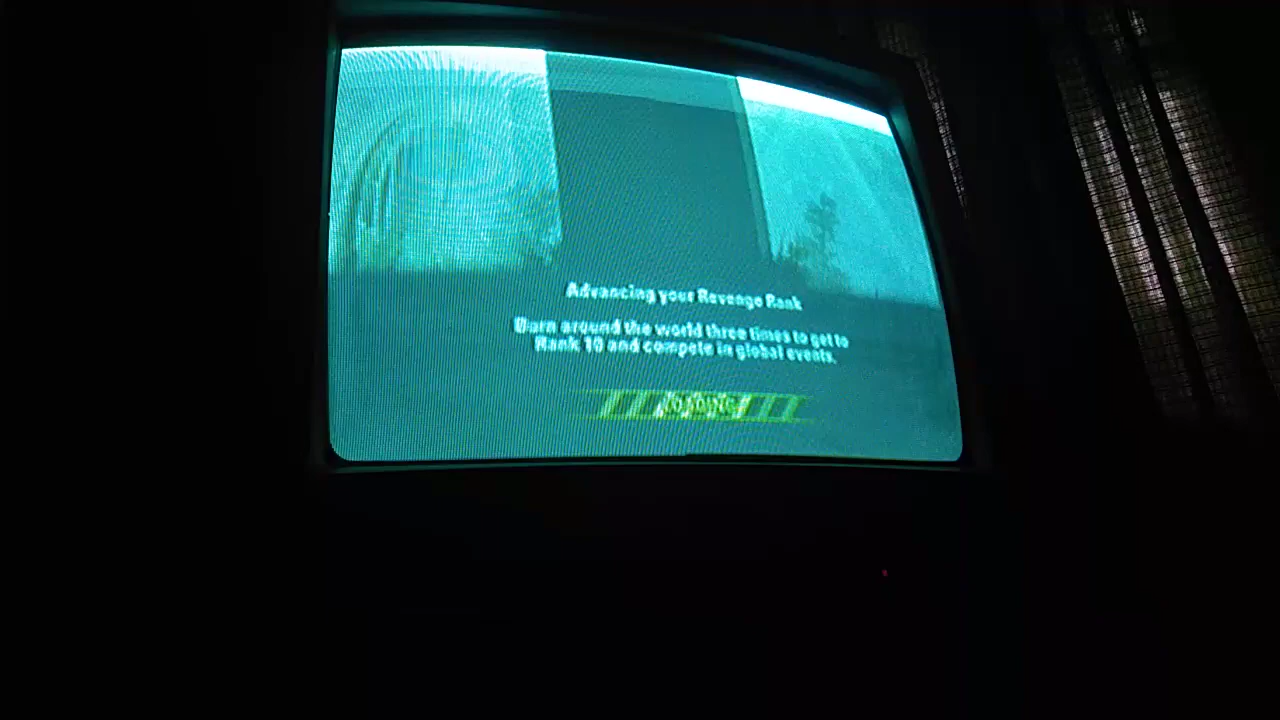 Advancing your Revenge Rank
Burn around the world three times to get to
Rank 10 and compete in global events.